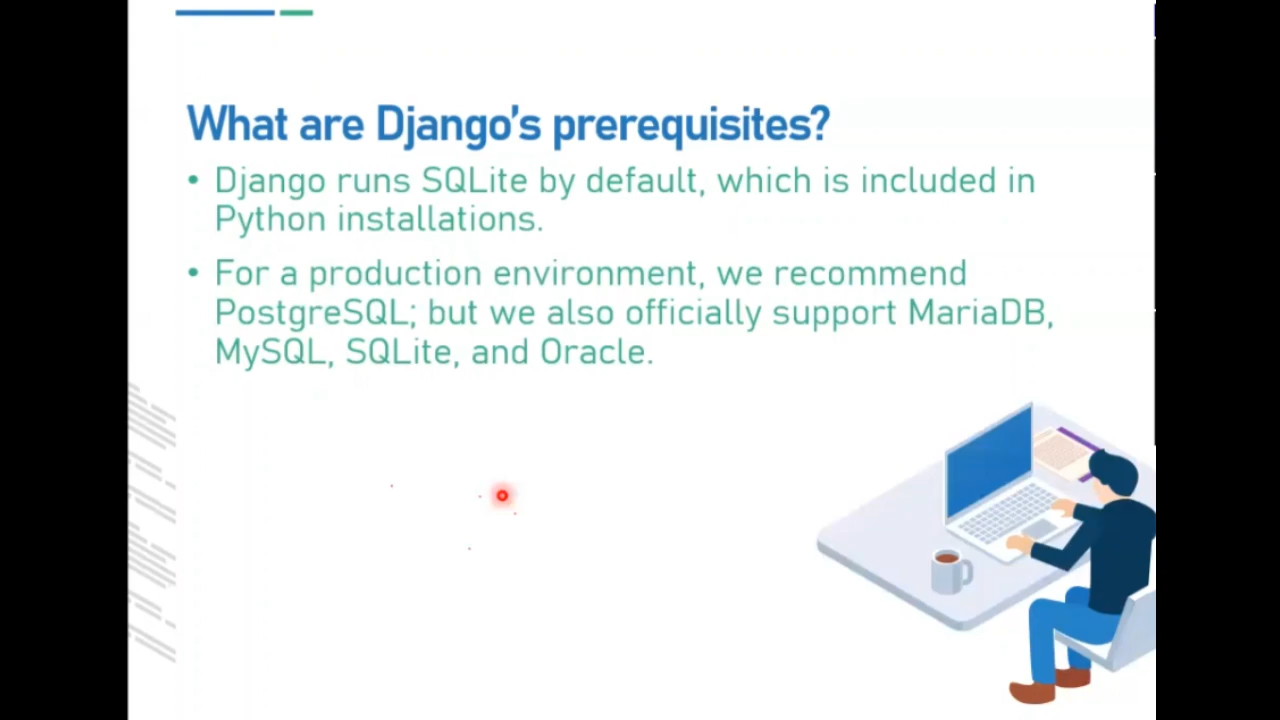 What are Django's prerequisites?
• Django runs SQLite by default, which is included in
Python installations.
• For a production environment, we recommend
PostgreSQL; but we also officially support MariaDB,
MySQL, SQLite, and Oracle.